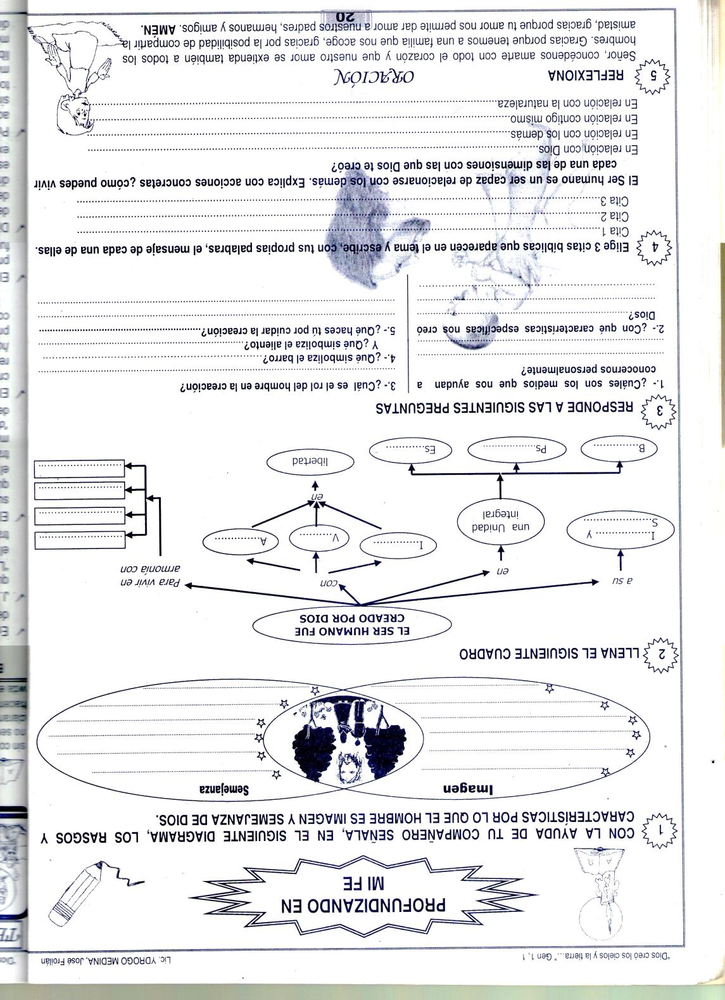 "Dios creó los cielos y la tierra..." Gen 1, 1
Lic. YDROGO MEDINA, José Froilán
PROFUNDIZANDO EN
MI FE
1
CON LA AYUDA DE TU COMPAÑERO SEÑALA, EN EL SIGUIENTE DIAGRAMA, LOS RASGOS Y
CARACTERÍSTICAS POR LO QUE EL HOMBRE ES IMAGEN Y SEMEJANZA DE DIOS.
Imagen
Semejanza
2
LLENA EL SIGUIENTE CUADRO
EL SER HUMANO FUE
CREADO POR DIOS
a su
en
con
Para vivir en
armonía con
I.................. Y
S..................
una Unidad
integral
I.............
V..........
A..............
en
libertad
B.............
Ps.................
Es.............
3
RESPONDE A LAS SIGUIENTES PREGUNTAS
1.- ¿Cuáles son los medios que nos ayudan a
conocernos personalmente?
2.- ¿Con qué características específicas nos creó
Dios?
3.- ¿Cuál es el rol del hombre en la creación?
4.- ¿Qué simboliza el barro?
Y ¿Qué simboliza el aliento?
5.- ¿Qué haces tú por cuidar la creación?
4
Elige 3 citas bíblicas que aparecen en el tema y escribe, con tus propias palabras, el mensaje de cada una de ellas.
Cita 1
Cita 2
Cita 3
El Ser humano es un ser capaz de relacionarse con los demás. Explica con acciones concretas ¿cómo puedes vivir
cada una de las dimensiones con las que Dios te creó?
En relación con Dios
En relación con los demás
En relación contigo mismo
En relación con la naturaleza
5
REFLEXIONA
ORACIÓN
Señor, concédenos amarte con todo el corazón y que nuestro amor se extienda también a todos los
hombres. Gracias porque tenemos a una familia que nos acoge, gracias por la posibilidad de compartir la
amistad, gracias porque tu amor nos permite dar amor a nuestros padres, hermanos y amigos. AMÉN.
20